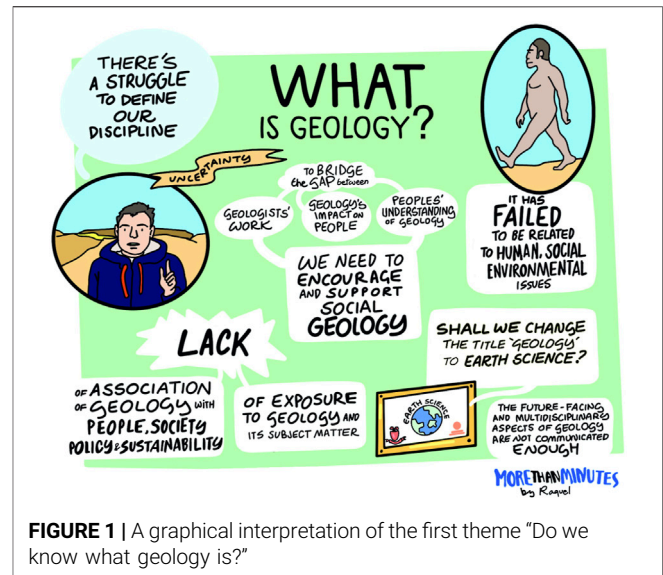 THERE'S
A STRUGGLE
TO DEFINE
OUR
DISCIPLINE
WHAT
IS GEOLOGY?
UNCERTAINTY
TO BRIDGE
the GAP between
GEOLOGISTS'
WORK
GEOLOGY'S
IMPACT ON
PEOPLE
PEOPLES'
UNDERSTANDING
OF GEOLOGY
WE NEED TO
ENCOURAGE
AND SUPPORT
SOCIAL
GEOLOGY
IT HAS
FAILED
TO BE RELATED
TO HUMAN, SOCIAL
ENVIRONMENTAL
ISSUES
LACK
OF ASSOCIATION
OF GEOLOGY WITH
PEOPLE, SOCIETY
POLICY & SUSTAINABILITY
OF EXPOSURE
TO GEOLOGY AND
ITS SUBJECT MATTER
SHALL WE CHANGE
THE TITLE 'GEOLOGY'
TO EARTH SCIENCE?
EARTH SCIENCE
THE FUTURE-FACING
AND MULTIDISCIPLINARY
ASPECTS OF GEOLOGY
ARE NOT COMMUNICATED
ENOUGH
MORETHANMINUTES
by Raquel
FIGURE 1 | A graphical interpretation of the first theme “Do we
know what geology is?”